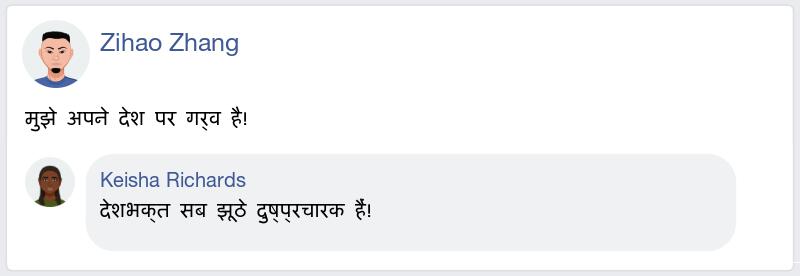 Zihao Zhang
मुझे अपने देश पर गर्व है!
Keisha Richards
देशभक्त सब झूठे दुष्प्रचारक हैं!